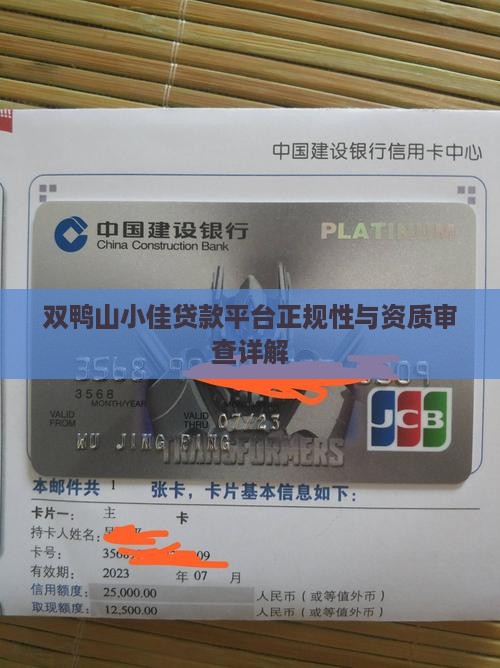 中国建设银行信用卡中心
中国建设银行
China Construction Bank
PLATINUM
双鸭山小佳贷款平台正规性与资质审
查详解
3568
MONTH/YEAR
VALID
FROM
VALID
THRU
07/23
JCB
TRANSFORMERS
本邮件共 1 张卡，卡片基本信息如下：
卡片一： 主 卡
持卡人姓名：
卡号： 09
有效期： 2023 年 07 月
信用额度： 25,000.00 人民币（或等值外币）
取现额度： 12,500.00 人民币（或等值外币）